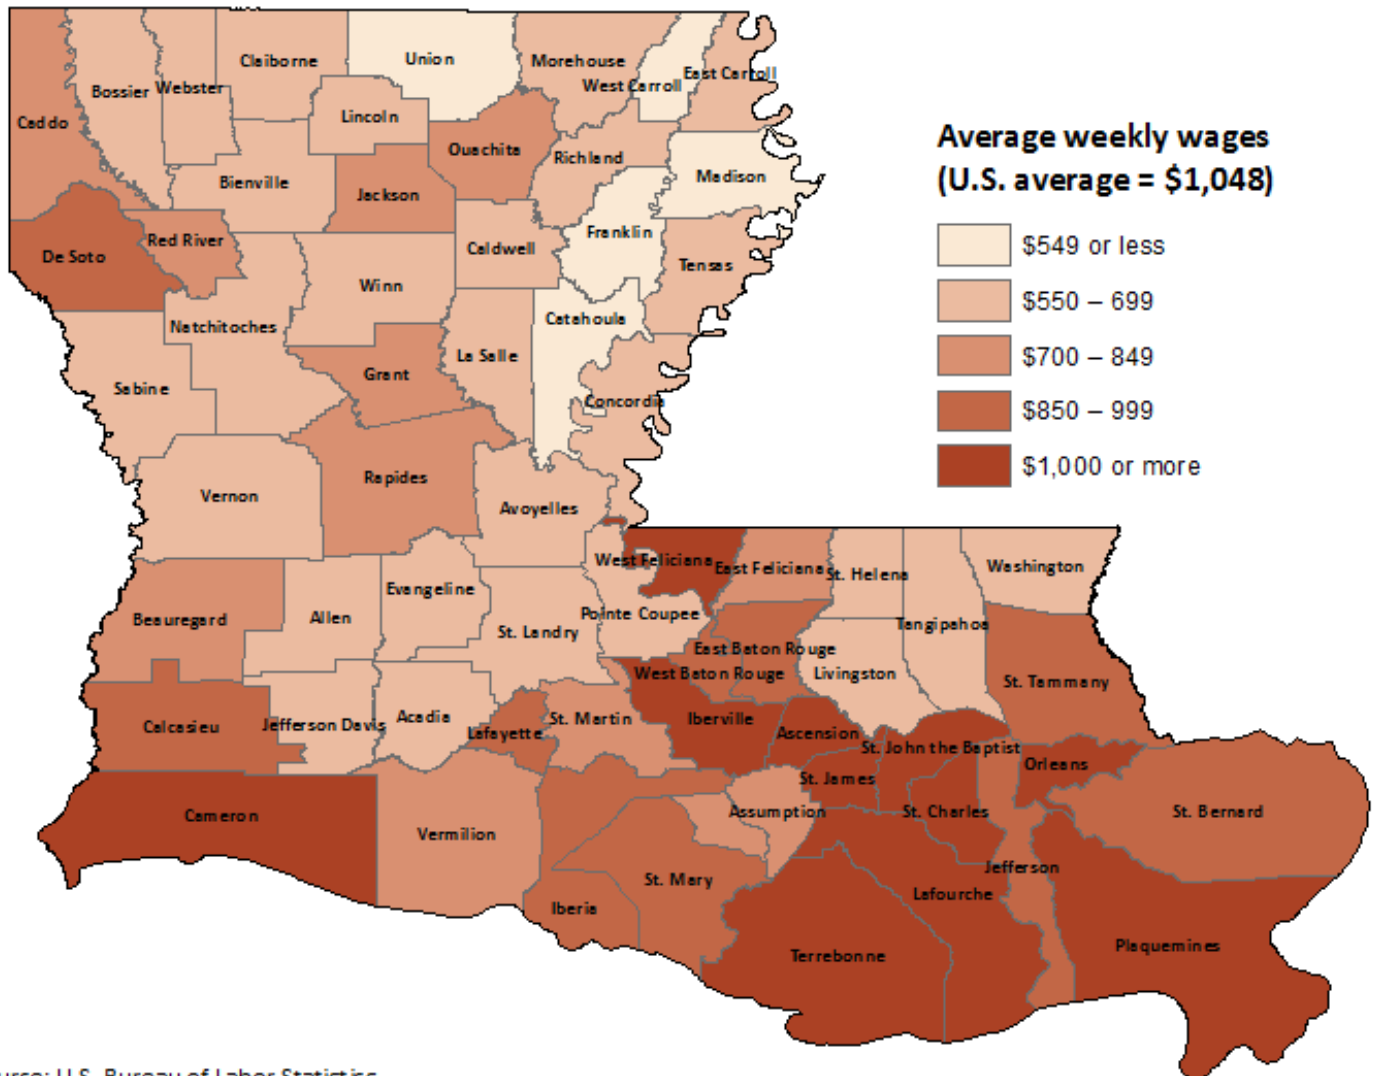 Union
Claiborne
Morehouse
East Carroll
West Carroll
Webster
Bossier
Lincoln
Caddo
Average weekly wages
(U.S. average = $1,048)
Ouachita
Richland
Madison
Bienville
Jackson
Franklin
Red River
$549 or less
Caldwell
De Soto
Tensas
Winn
$550 – 699
Catahoula
Natchitoches
La Salle
$700 – 849
Grant
Sabine
Concordia
$850 – 999
$1,000 or more
Rapides
Vernon
Avoyelles
West Feliciana
East Feliciana
St. Helena
Washington
Evangeline
Pointe Coupee
Allen
Beauregard
Tangipahoa
St. Landry
East Baton Rouge
West Baton Rouge
Livingston
St. Tammany
Acadia
St. Martin
Iberville
Jefferson Davis
Calcasieu
Lafayette
Ascension
St. John the Baptist
Orleans
St. James
Assumption
St. Charles
St. Bernard
Cameron
Vermilion
Jefferson
St. Mary
Lafourche
Iberia
Plaquemines
Terrebonne
U.S. Bureau of Labor Statistics